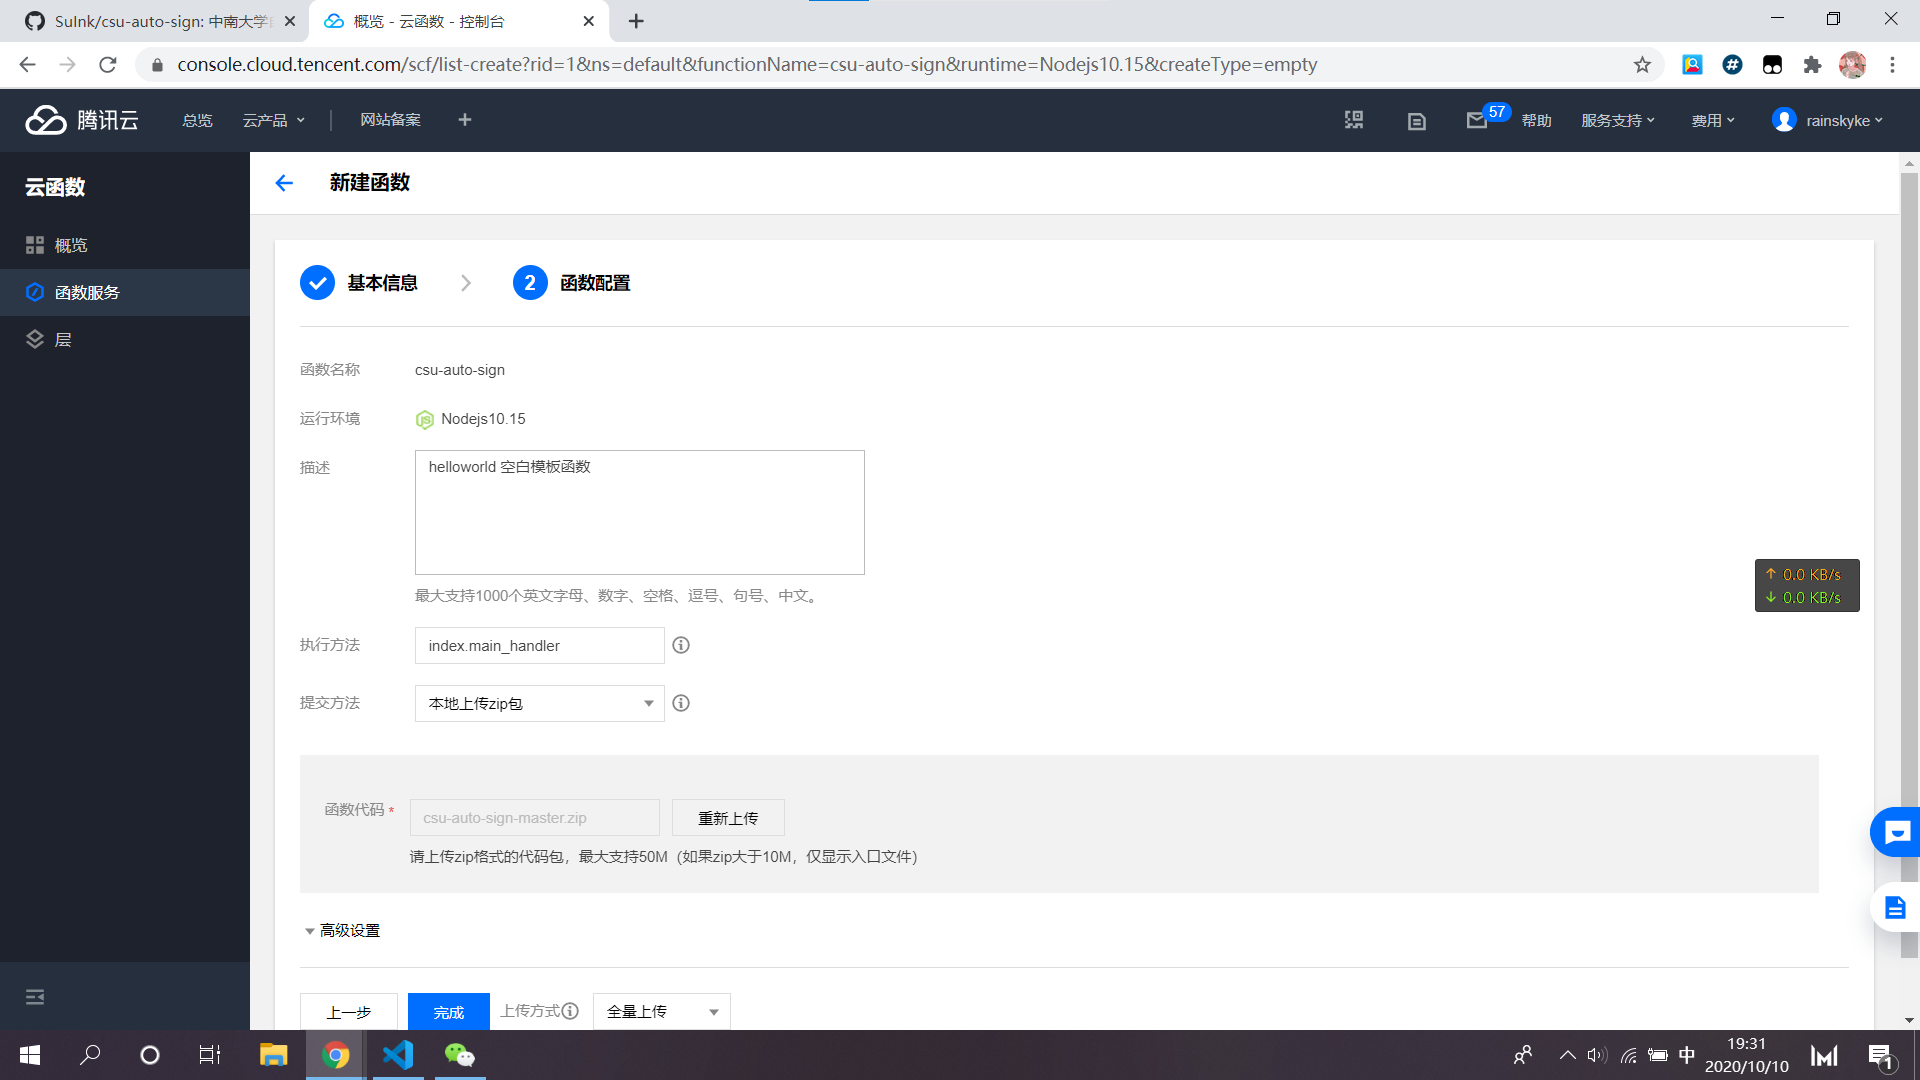 SuInk/csu-auto-sign: 中南大学
概览 - 云函数 - 控制台
console.cloud.tencent.com/scf/list-create?rid=1&ns=default&functionName=csu-auto-sign&runtime=Nodejs10.15&createType=empty
腾讯云
总览
云产品
网站备案
57
帮助
服务支持
费用
rainskyke
云函数
概览
函数服务
层
新建函数
基本信息
2 函数配置
函数名称 csu-auto-sign
运行环境 Nodejs10.15
描述 helloworld 空白模板函数
最大支持1000个英文字母、数字、空格、逗号、句号、中文。
↑ 0.0 KB/s
↓ 0.0 KB/s
执行方法 index.main_handler
提交方法 本地上传zip包
函数代码 * csu-auto-sign-master.zip 重新上传
请上传zip格式的代码包，最大支持50M（如果zip大于10M，仅显示入口文件）
高级设置
上一步 完成 上传方式 全量上传
中
19:31
2020/10/10
1